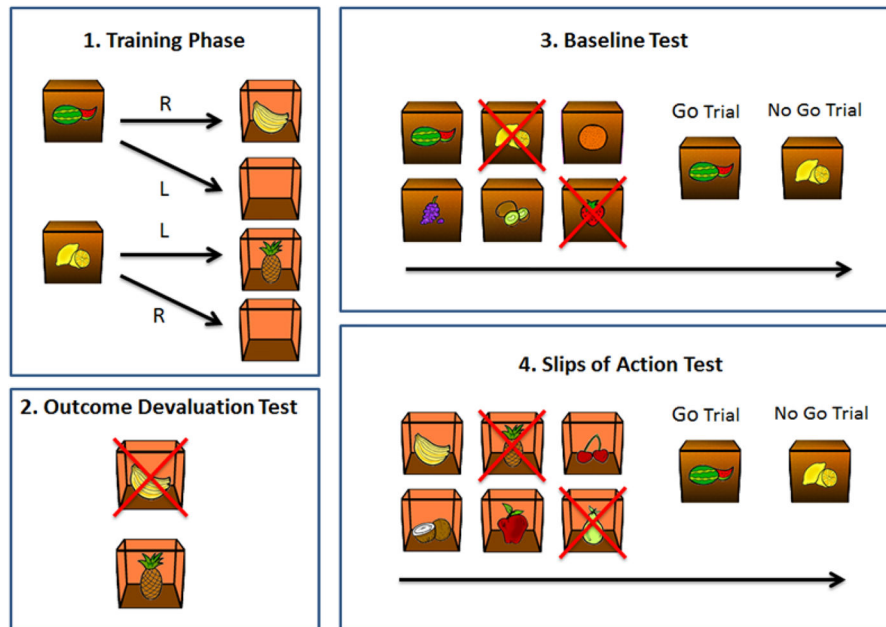 1. Training Phase
R
L
L
R
2. Outcome Devaluation Test
3. Baseline Test
Go Trial
No Go Trial
4. Slips of Action Test
Go Trial
No Go Trial